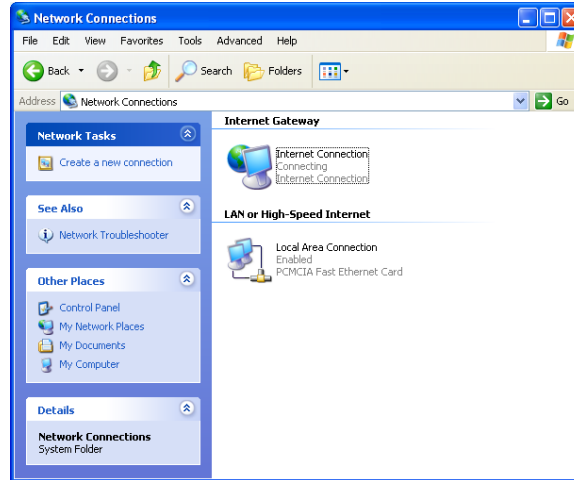 Network Connections
File Edit View Favorites Tools Advanced Help
Back Search Folders
Address Network Connections Go
Network Tasks
Create a new connection
See Also
Network Troubleshooter
Other Places
Control Panel
My Network Places
My Documents
My Computer
Details
Network Connections
System Folder
Internet Gateway
Internet Connection
Connecting
Internet Connection
LAN or High-Speed Internet
Local Area Connection
Enabled
PCMCIA Fast Ethernet Card